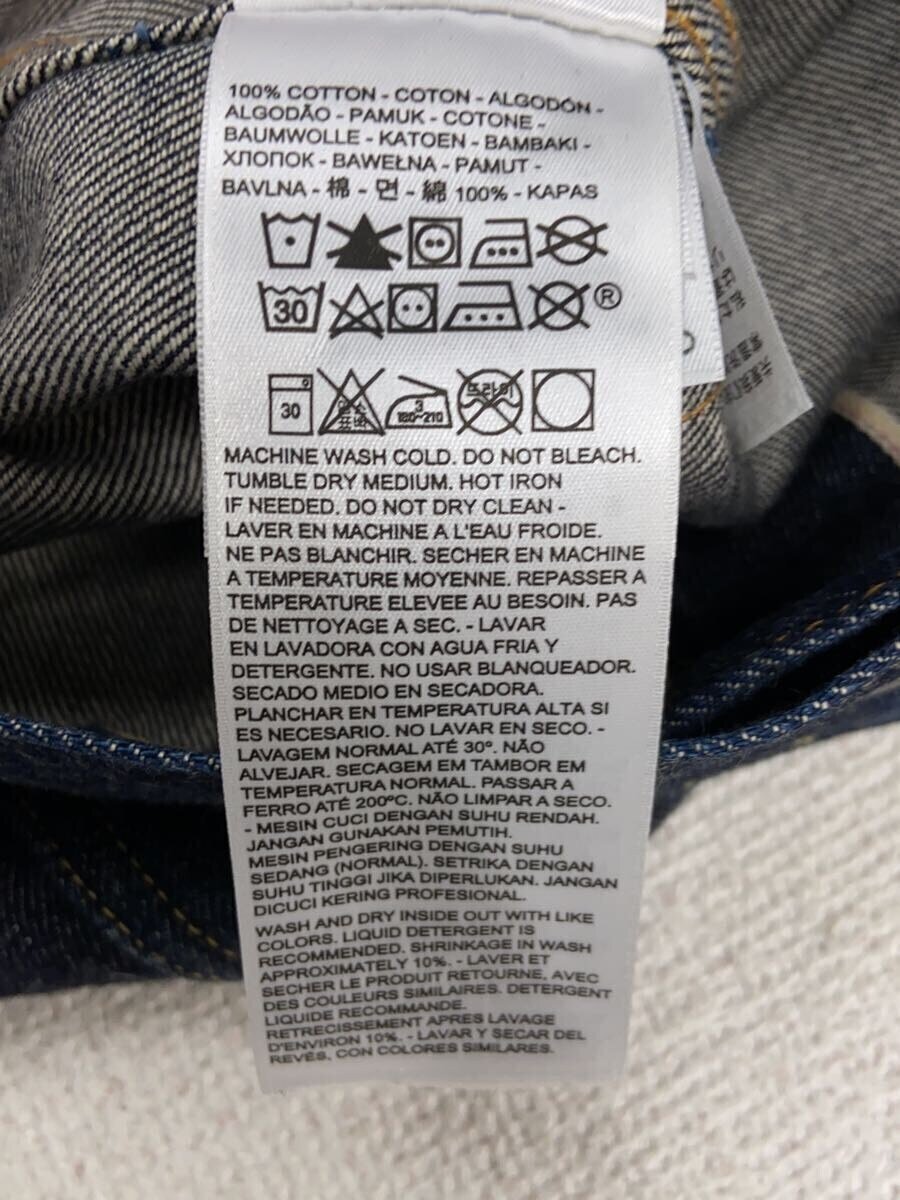 100% COTTON - COTON - ALGODÓN -
ALGODÃO - PAMUK - COTONE -
BAUMWOLLE - KATOEN - BAMBAKI -
ХЛОПОК - BAWEŁNA - PAMUT -
BAVLNA - 棉 - 면 - 綿 100% - KAPAS
30 ®
30 3 180~210 드라이
MACHINE WASH COLD. DO NOT BLEACH.
TUMBLE DRY MEDIUM. HOT IRON
IF NEEDED. DO NOT DRY CLEAN -
LAVER EN MACHINE A L'EAU FROIDE.
NE PAS BLANCHIR. SECHER EN MACHINE
A TEMPERATURE MOYENNE. REPASSER A
TEMPERATURE ELEVEE AU BESOIN. PAS
DE NETTOYAGE A SEC. - LAVAR
EN LAVADORA CON AGUA FRIA Y
DETERGENTE. NO USAR BLANQUEADOR.
SECADO MEDIO EN SECADORA.
PLANCHAR EN TEMPERATURA ALTA SI
ES NECESARIO. NO LAVAR EN SECO. -
LAVAGEM NORMAL ATÉ 30º. NÃO
ALVEJAR. SECAGEM EM TAMBOR EM
TEMPERATURA NORMAL. PASSAR A
FERRO ATÉ 200ºC. NÃO LIMPAR A SECO.
- MESIN CUCI DENGAN SUHU RENDAH.
JANGAN GUNAKAN PEMUTIH.
MESIN PENGERING DENGAN SUHU
SEDANG (NORMAL). SETRIKA DENGAN
SUHU TINGGI JIKA DIPERLUKAN. JANGAN
DICUCI KERING PROFESIONAL.
WASH AND DRY INSIDE OUT WITH LIKE
COLORS. LIQUID DETERGENT IS
RECOMMENDED. SHRINKAGE IN WASH
APPROXIMATELY 10%. - LAVER ET
SECHER LE PRODUIT RETOURNE, AVEC
DES COULEURS SIMILAIRES. DETERGENT
LIQUIDE RECOMMANDE.
RETRECISSEMENT APRES LAVAGE
D'ENVIRON 10%. - LAVAR Y SECAR DEL
REVÉS, CON COLORES SIMILARES.